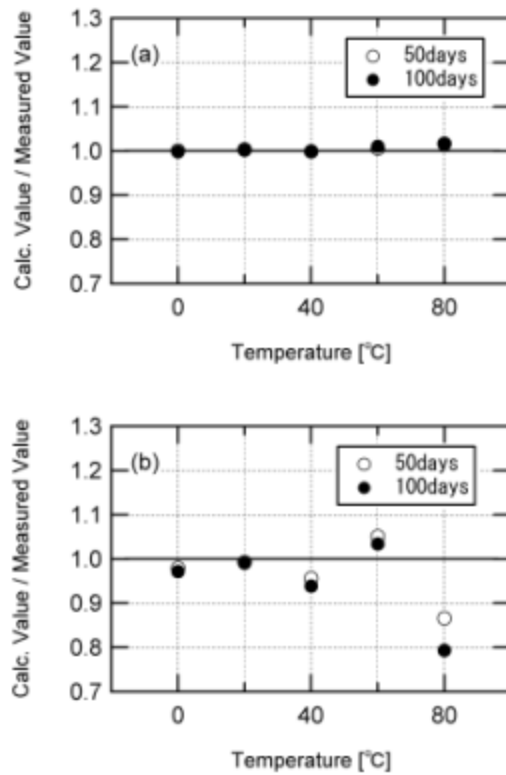 1.3
(a)
50days
100days
1.2
1.1
1.0
0.9
0.8
0.7
Calc. Value / Measured Value
0 40 80
Temperature [℃]
1.3
(b)
50days
100days
1.2
1.1
1.0
0.9
0.8
0.7
Calc. Value / Measured Value
0 40 80
Temperature [℃]